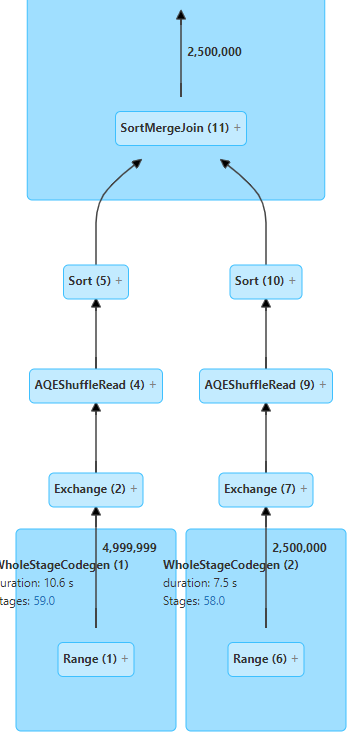 2,500,000
SortMergeJoin (11) +
Sort (5) +
Sort (10) +
AQEShuffleRead (4) +
AQEShuffleRead (9) +
Exchange (2) +
Exchange (7) +
4,999,999
2,500,000
WholeStageCodegen (1)
WholeStageCodegen (2)
duration: 10.6 s
duration: 7.5 s
Stages: 59.0
Stages: 58.0
Range (1) +
Range (6) +